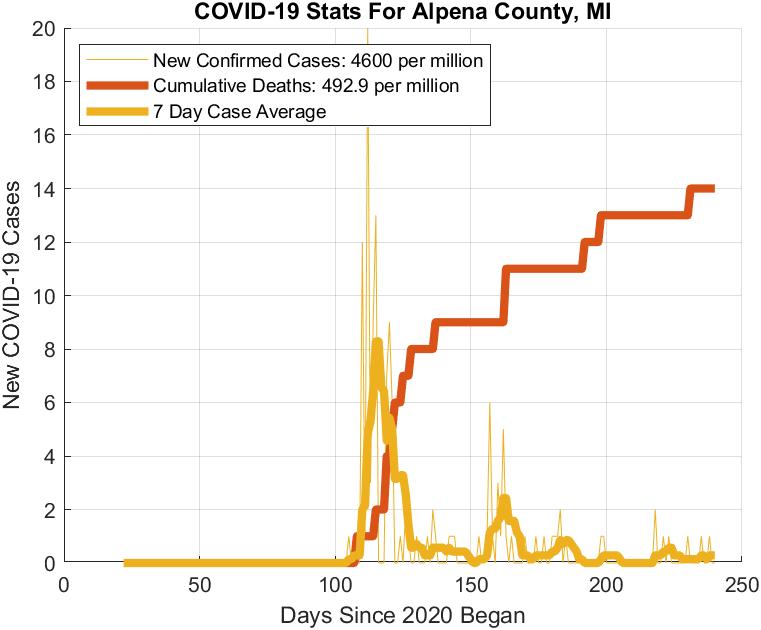 COVID-19 Stats For Alpena County, MI
New Confirmed Cases: 4600 per million
Cumulative Deaths: 492.9 per million
7 Day Case Average
New COVID-19 Cases
20
18
16
14
12
10
8
6
4
2
0
0 50 100 150 200 250
Days Since 2020 Began